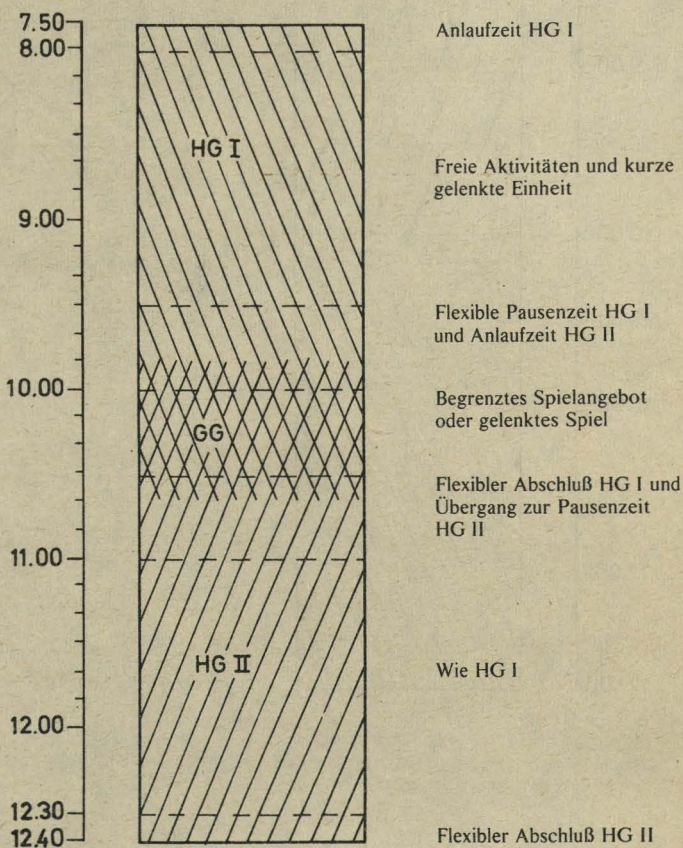 7.50
Anlaufzeit HG I
8.00
HG I
Freie Aktivitäten und kurze
gelenkte Einheit
9.00
Flexible Pausenzeit HG I
und Anlaufzeit HG II
10.00
Begrenztes Spielangebot
oder gelenktes Spiel
GG
Flexibler Abschluß HG I und
Übergang zur Pausenzeit
HG II
11.00
HG II
Wie HG I
12.00
12.30
12.40
Flexibler Abschluß HG II